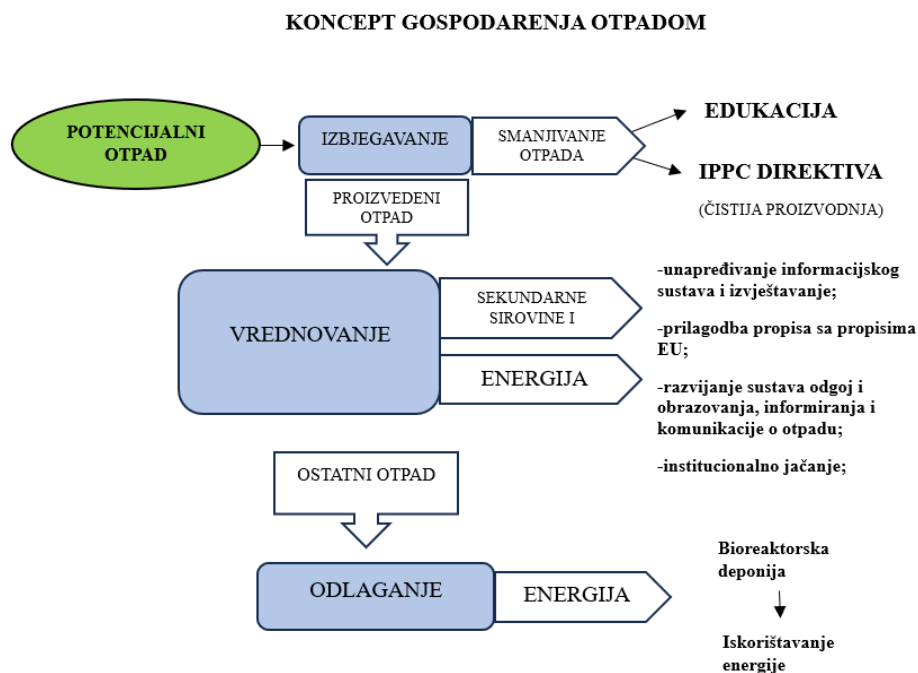 KONCEPT GOSPODARENJA OTPADOM
POTENCIJALNI
OTPAD
IZBJEGAVANJE
SMANJIVANJE
OTPADA
EDUKACIJA
IPPC DIREKTIVA
(ČISTIJA PROIZVODNJA)
PROIZVEDENI
OTPAD
VREDNOVANJE
SEKUNDARNE
SIROVINE I
ENERGIJA
-unapređivanje informacijskog
sustava i izvještavanje;
-prilagodba propisa sa propisima
EU;
-razvijanje sustava odgoj i
obrazovanja, informiranja i
komunikacije o otpadu;
-institucionalno jačanje;
OSTATNI OTPAD
ODLAGANJE
ENERGIJA
Bioreaktorska
deponija
Iskorištavanje
energije